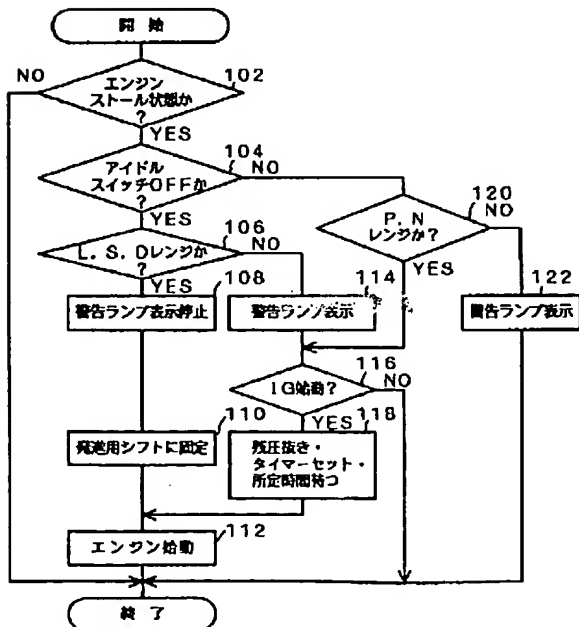 開始
NO
エンジン
ストール状態か
?
102
YES
アイドル
スイッチOFFか
?
104
NO
YES
L.S.Dレンジか
?
106
NO
P.N
レンジか?
120
NO
YES
YES
警告ランプ表示停止
108
警告ランプ表示
114
警告ランプ表示
122
IG始動?
116
NO
YES
発進用シフトに固定
110
残圧抜き・
タイマーセット・
所定時間待つ
118
エンジン始動
112
終了